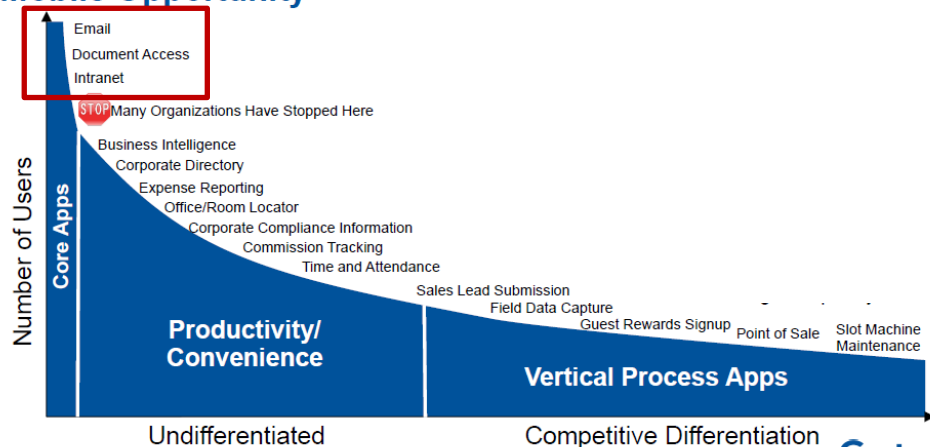 Mobile Opportunity
Email
Document Access
Intranet
STOP Many Organizations Have Stopped Here
Business Intelligence
Corporate Directory
Expense Reporting
Office/Room Locator
Corporate Compliance Information
Commission Tracking
Time and Attendance
Sales Lead Submission
Field Data Capture
Guest Rewards Signup
Point of Sale
Slot Machine
Maintenance
Number of Users
Core Apps
Productivity/
Convenience
Vertical Process Apps
Undifferentiated
Competitive Differentiation